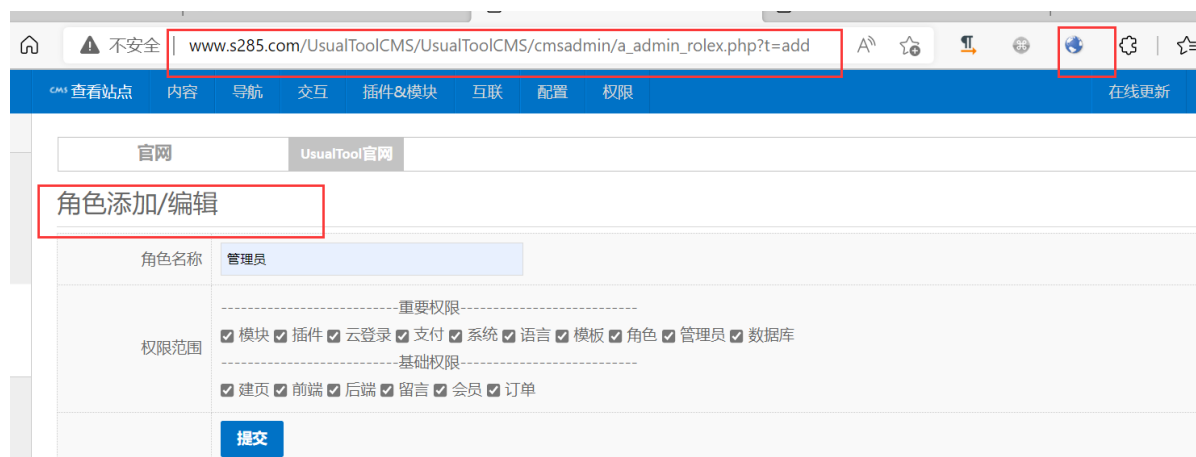 不安全 | www.s285.com/UsualToolCMS/UsualToolCMS/cmsadmin/a_admin_rolex.php?t=add
CMS 查看站点 内容 导航 交互 插件&模块 互联 配置 权限 在线更新
官网 UsualTool官网
角色添加/编辑
角色名称 管理员
---------------------------重要权限---------------------------
权限范围 模块 插件 云登录 支付 系统 语言 模板 角色 管理员 数据库
---------------------------基础权限---------------------------
建页 前端 后端 留言 会员 订单
提交